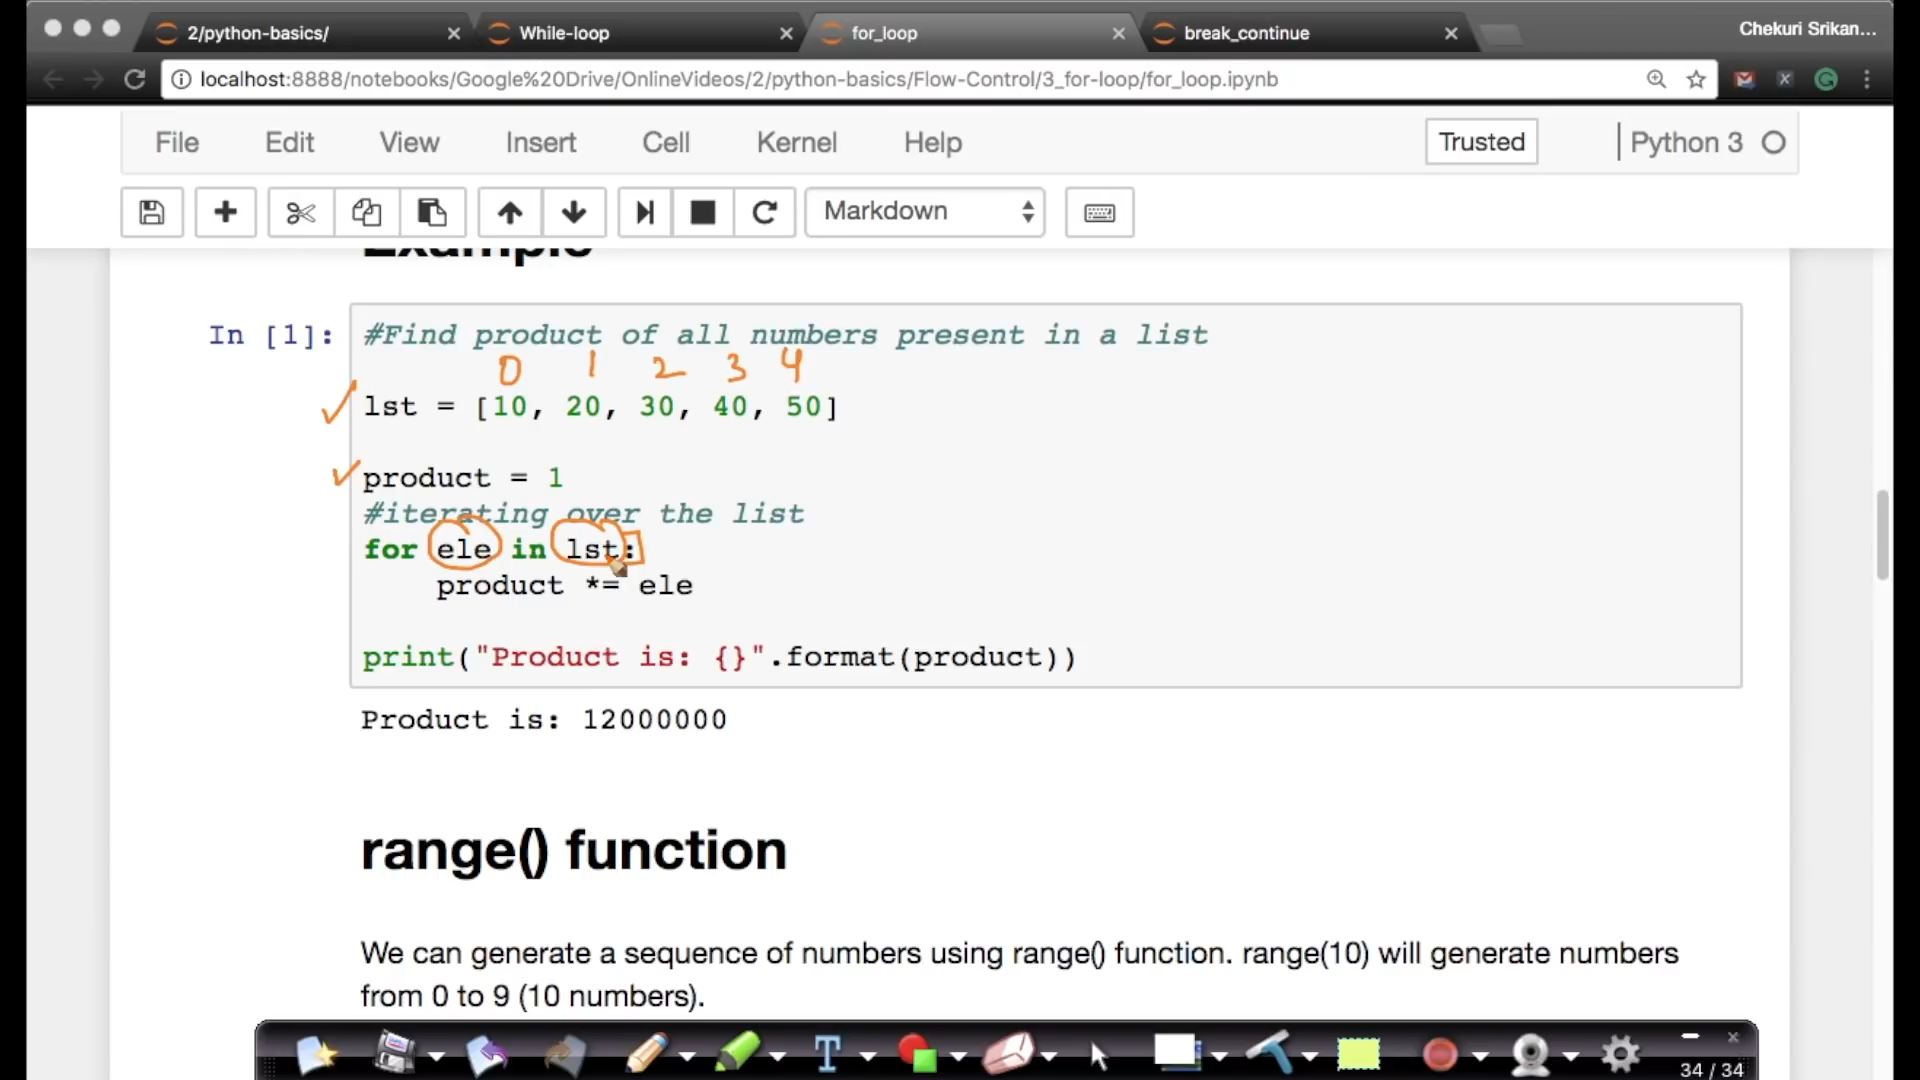 2/python-basics/ While-loop for_loop break_continue Chekuri Srikan...
localhost:8888/notebooks/Google%20Drive/OnlineVideos/2/python-basics/Flow-Control/3_for-loop/for_loop.ipynb
File Edit View Insert Cell Kernel Help Trusted Python 3
Markdown
Example
In [1]: #Find product of all numbers present in a list
0 1 2 3 4
lst = [10, 20, 30, 40, 50]
product = 1
#iterating over the list
for ele in lst:
product *= ele
print("Product is: {}".format(product))
Product is: 12000000
range() function
We can generate a sequence of numbers using range() function. range(10) will generate numbers
from 0 to 9 (10 numbers).
34 / 34